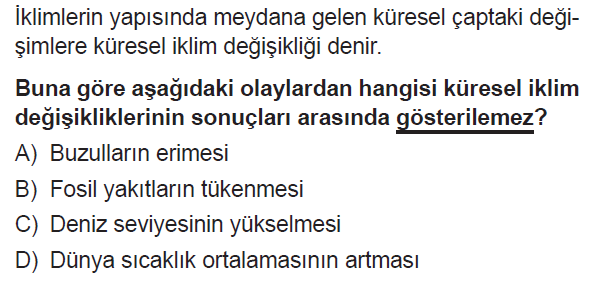 İklimlerin yapısında meydana gelen küresel çaptaki deği-
şimlere küresel iklim değişikliği denir.
Buna göre aşağıdaki olaylardan hangisi küresel iklim
değişikliklerinin sonuçları arasında gösterilemez?
A) Buzulların erimesi
B) Fosil yakıtların tükenmesi
C) Deniz seviyesinin yükselmesi
D) Dünya sıcaklık ortalamasının artması